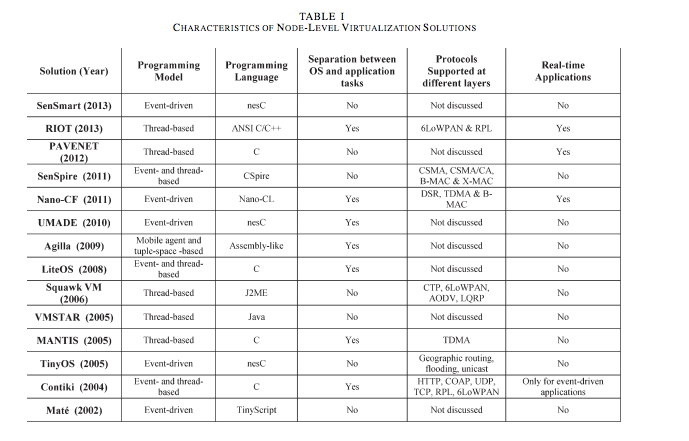 TABLE I
CHARACTERISTICS OF NODE-LEVEL VIRTUALIZATION SOLUTIONS
Solution (Year) Programming Model Programming Language Separation between OS and application tasks Protocols Supported at different layers Real-time Applications
SenSmart (2013) Event-driven nesC No Not discussed No
RIOT (2013) Thread-based ANSI C/C++ Yes 6LoWPAN & RPL Yes
PAVENET (2012) Thread-based C No Not discussed Yes
SenSpire (2011) Event- and thread-based CSpire No CSMA, CSMA/CA, B-MAC & X-MAC No
Nano-CF (2011) Event-driven Nano-CL Yes DSR, TDMA & B-MAC Yes
UMADE (2010) Event-driven nesC Yes Not discussed No
Agilla (2009) Mobile agent and tuple-space -based Assembly-like Yes Not discussed No
LiteOS (2008) Event- and thread-based C Yes Not discussed No
Squawk VM (2006) Thread-based J2ME No CTP, 6LoWPAN, AODV, LQRP No
VMSTAR (2005) Thread-based Java No Not discussed No
MANTIS (2005) Thread-based C Yes TDMA No
TinyOS (2005) Event-driven nesC No Geographic routing, flooding, unicast No
Contiki (2004) Event- and thread-based C Yes HTTP, COAP, UDP, TCP, RPL, 6LoWPAN Only for event-driven applications
Maté (2002) Event-driven TinyScript No Not discussed No